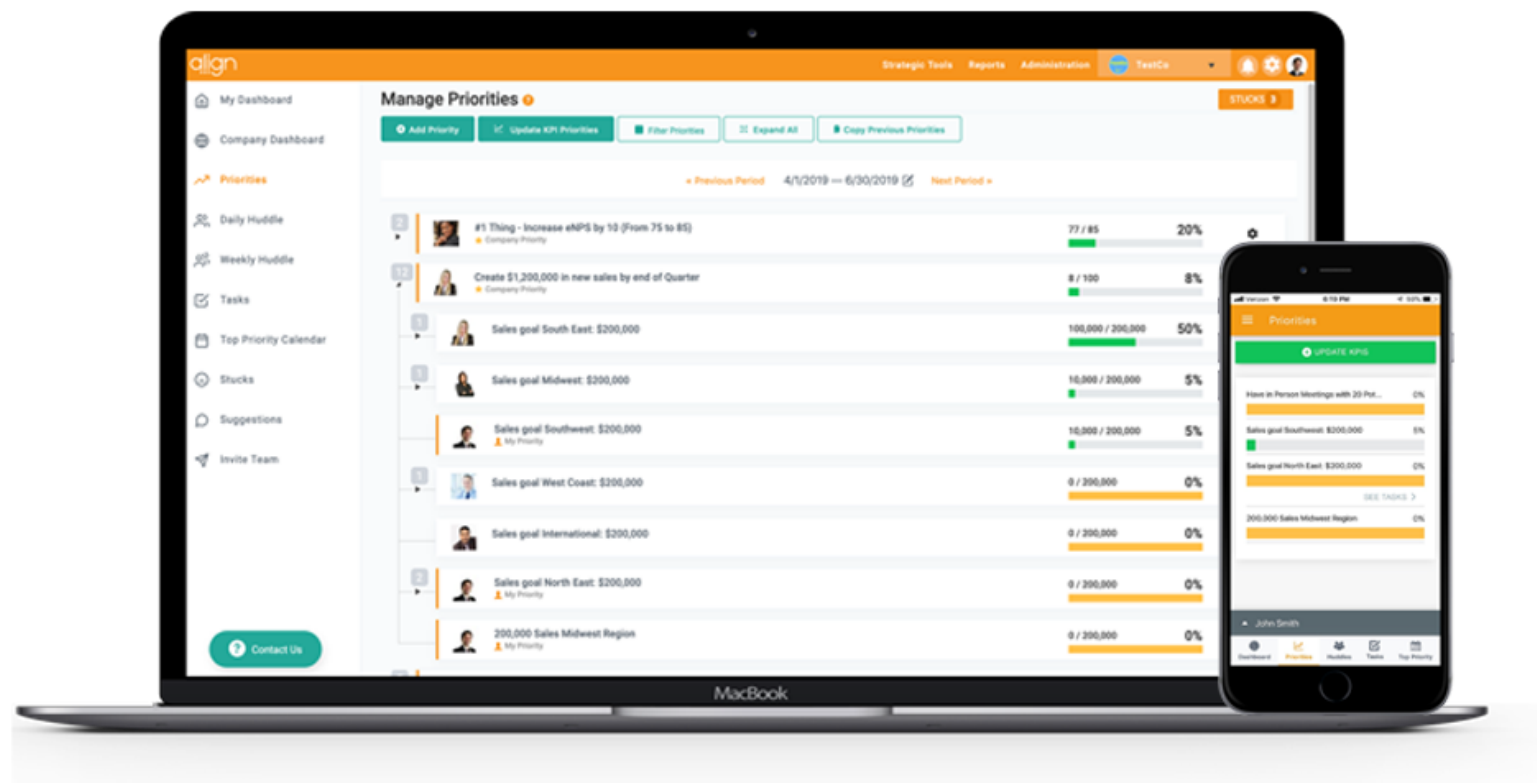 align
Strategic Tools Reports Administration TestCo
My Dashboard
Company Dashboard
Priorities
Daily Huddle
Weekly Huddle
Tasks
Top Priority Calendar
Stucks
Suggestions
Invite Team
Contact Us
Manage Priorities ?
STUCKS 3
Add Priority Update KPI Priorities Filter Priorities Expand All Copy Previous Priorities
« Previous Period 4/1/2019 — 6/30/2019 Next Period »
2 #1 Thing - Increase eNPS by 10 (From 75 to 85) 77 / 85 20%
Company Priority
12 Create $1,200,000 in new sales by end of Quarter 8 / 100 8%
Company Priority
1 Sales goal South East: $200,000 100,000 / 200,000 50%
1 Sales goal Midwest: $200,000 10,000 / 200,000 5%
Sales goal Southwest: $200,000 10,000 / 200,000 5%
My Priority
1 Sales goal West Coast: $200,000 0 / 200,000 0%
Sales goal International: $200,000 0 / 200,000 0%
2 Sales goal North East: $200,000 0 / 200,000 0%
My Priority
200,000 Sales Midwest Region 0 / 200,000 0%
My Priority
MacBook
Verizon 6:19 PM
Priorities
UPDATE KPIS
Have in Person Meetings with 20 Pot... 0%
Sales goal Southwest: $200,000 5%
Sales goal North East: $200,000 0%
SEE TASKS >
200,000 Sales Midwest Region 0%
John Smith
Dashboard Priorities Huddles Tasks Top Priority